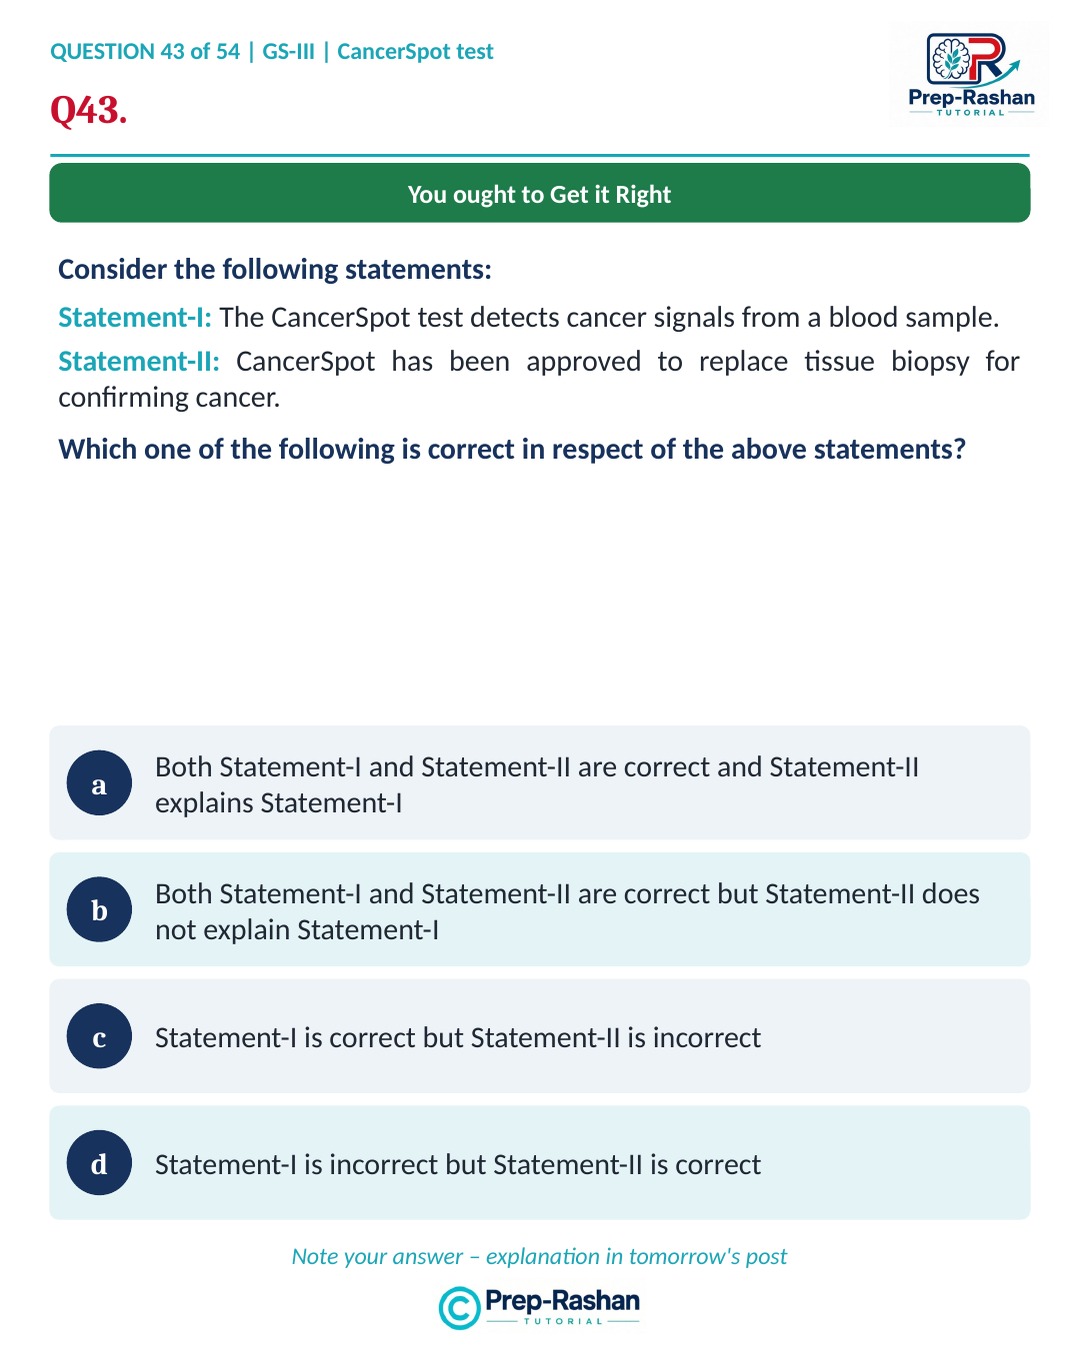 QUESTION 43 of 54 | GS-III | CancerSpot test
Q43.
R
Prep-Rashan
TUTORIAL
You ought to Get it Right
Consider the following statements:
Statement-I: The CancerSpot test detects cancer signals from a blood sample.
Statement-II: CancerSpot has been approved to replace tissue biopsy for
confirming cancer.
Which one of the following is correct in respect of the above statements?
a
Both Statement-I and Statement-II are correct and Statement-II
explains Statement-I
b
Both Statement-I and Statement-II are correct but Statement-II does
not explain Statement-I
c
Statement-I is correct but Statement-II is incorrect
d
Statement-I is incorrect but Statement-II is correct
Note your answer – explanation in tomorrow's post
© Prep-Rashan
TUTORIAL